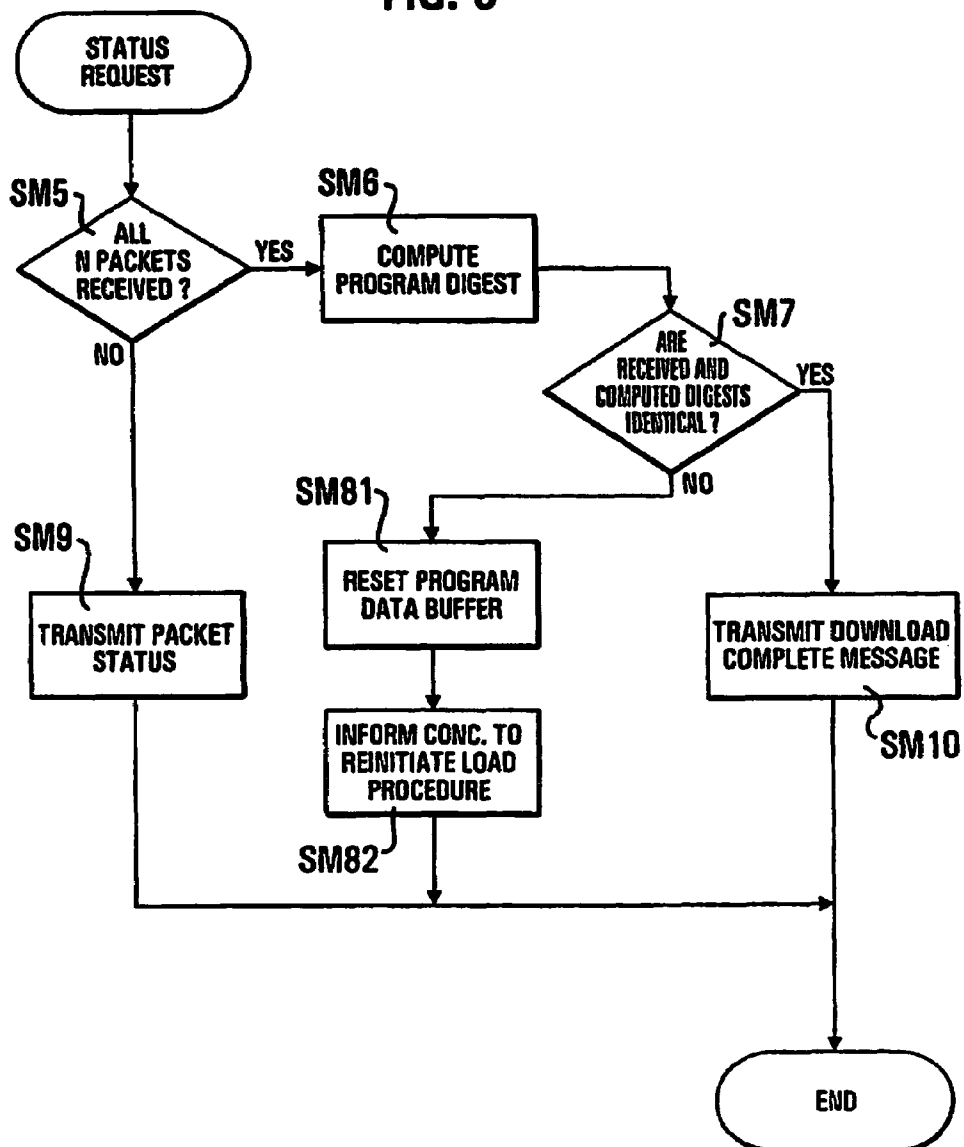 STATUS
REQUEST
SM5
ALL
N PACKETS
RECEIVED ?
YES
NO
SM6
COMPUTE
PROGRAM DIGEST
SM7
ARE
RECEIVED AND
COMPUTED DIGESTS
IDENTICAL ?
YES
NO
SM81
RESET PROGRAM
DATA BUFFER
SM9
TRANSMIT PACKET
STATUS
TRANSMIT DOWNLOAD
COMPLETE MESSAGE
SM10
INFORM CONC. TO
REINITIATE LOAD
PROCEDURE
SM82
END